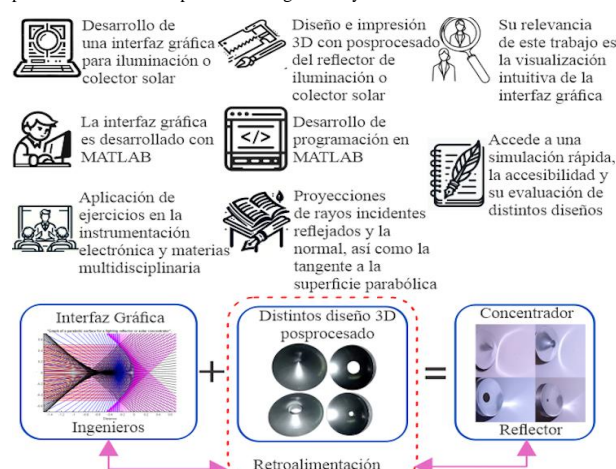 Desarrollo de
una interfaz gráfica
para iluminación o
colector solar
Diseño e impresión
3D con posprocesado
del reflector de
iluminación o
colector solar
Su relevancia
de este trabajo es
la visualización
intuitiva de
la interfaz gráfica
La interfaz gráfica
es desarrollado con
MATLAB
</>
Desarrollo de
programación en
MATLAB
Accede a una
simulación rápida,
la accesibilidad y
su evaluación de
distintos diseños
Aplicación de
ejercicios en la
instrumentación
electrónica y materias
multidisciplinaria
Proyecciones
de rayos incidentes
reflejados y la
normal, así como la
tangente a la
superficie parabólica
Interfaz Gráfica
Ingenieros
+
Distintos diseño 3D
posprocesado
=
Concentrador
Reflector
Retroalimentación